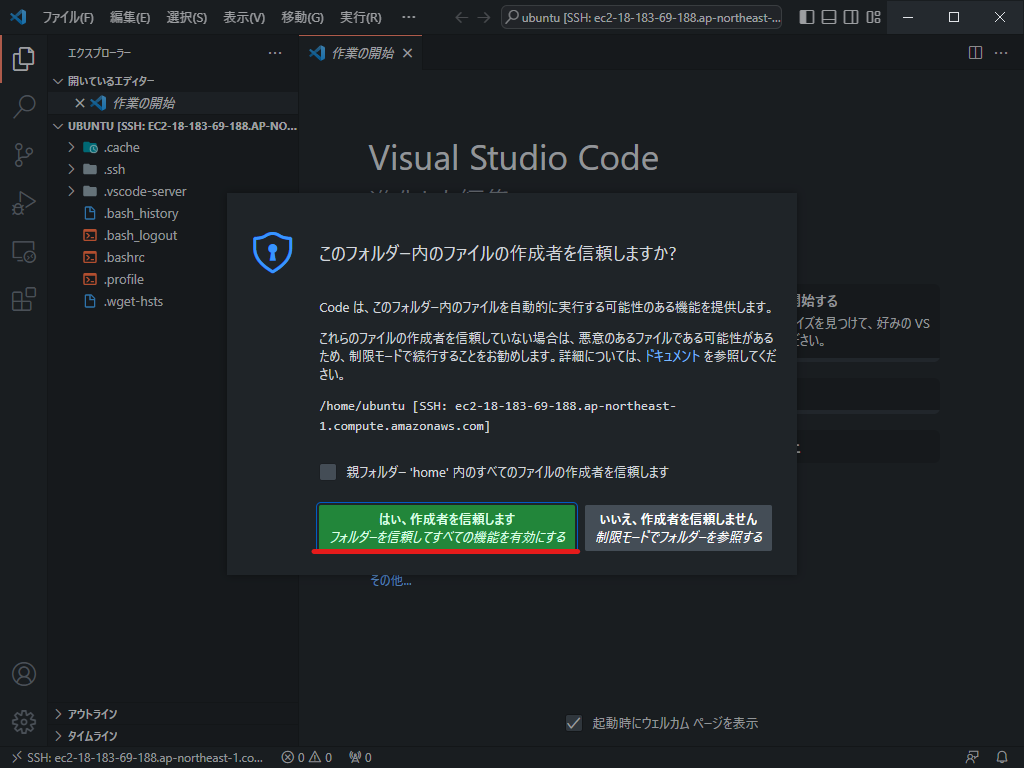 ファイル(F) 編集(E) 選択(S) 表示(V) 移動(G) 実行(R) ···
ubuntu [SSH: ec2-18-183-69-188.ap-northeast-...
エクスプローラー ···
作業の開始
開いているエディター
作業の開始
UBUNTU [SSH: EC2-18-183-69-188.AP-NO...
.cache
.ssh
.vscode-server
.bash_history
.bash_logout
.bashrc
.profile
.wget-hsts
Visual Studio Code
このフォルダー内のファイルの作成者を信頼しますか?
Code は、このフォルダー内のファイルを自動的に実行する可能性のある機能を提供します。
これらのファイルの作成者を信頼していない場合は、悪意のあるファイルである可能性がある
ため、制限モードで続行することをお勧めします。詳細については、ドキュメント を参照してくだ
さい。
/home/ubuntu [SSH: ec2-18-183-69-188.ap-northeast-
1.compute.amazonaws.com]
親フォルダー 'home' 内のすべてのファイルの作成者を信頼します
はい、作成者を信頼します
フォルダーを信頼してすべての機能を有効にする
いいえ、作成者を信頼しません
制限モードでフォルダーを参照する
開始する
イズを見つけて、好みの VS
ださい。
その他...
起動時にウェルカム ページを表示
アウトライン
タイムライン
SSH: ec2-18-183-69-188.ap-northeast-1.co... 0 0 0